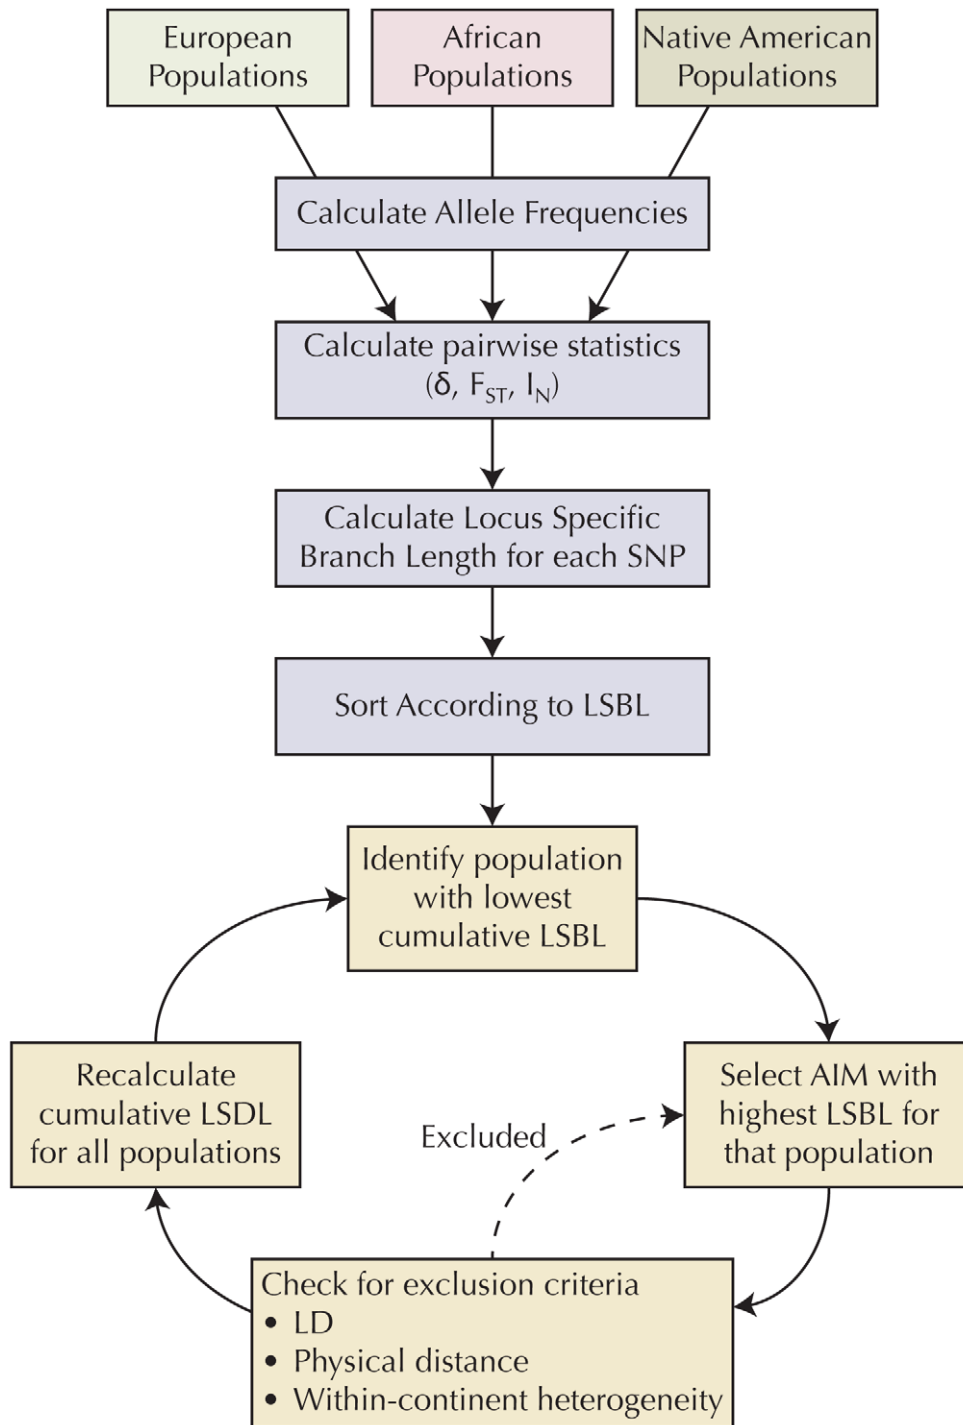 European
Populations
African
Populations
Native American
Populations
Calculate Allele Frequencies
Calculate pairwise statistics
(δ, F_ST, I_N)
Calculate Locus Specific
Branch Length for each SNP
Sort According to LSBL
Identify population
with lowest
cumulative LSBL
Select AIM with
highest LSBL for
that population
Excluded
Check for exclusion criteria
• LD
• Physical distance
• Within-continent heterogeneity
Recalculate
cumulative LSDL
for all populations